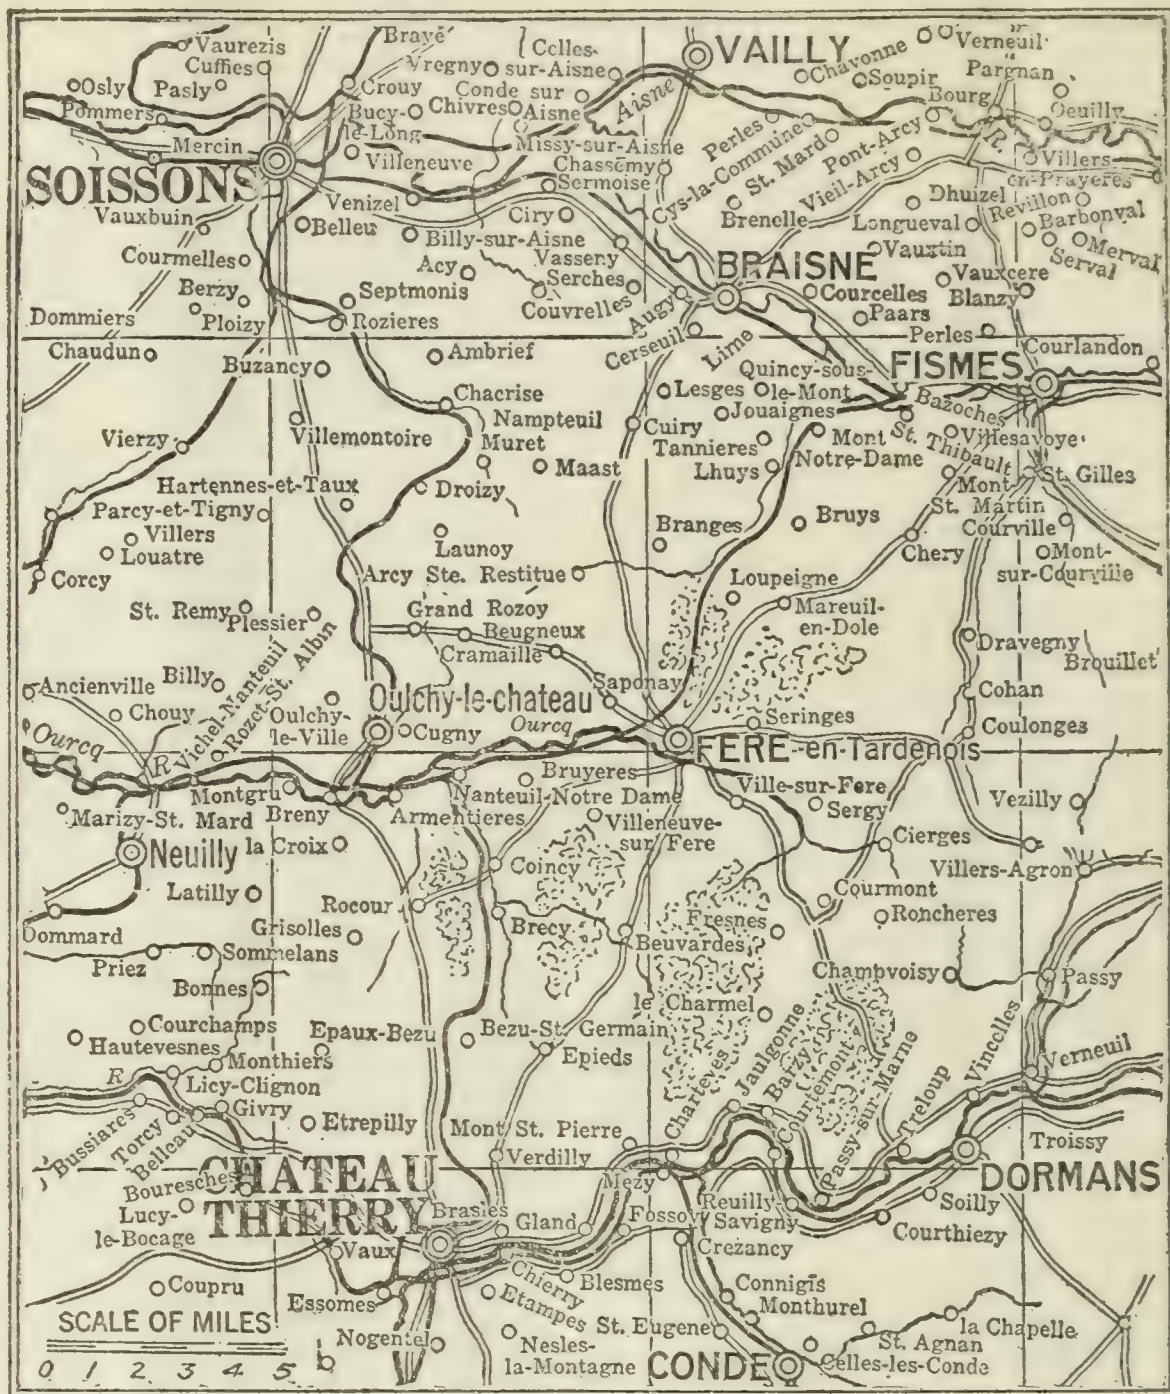 Vaurezis
Cuffies
Osly
Pasly
Pommers
Mercin
SOISSONS
Vauxbuin
Courmelles
Berzy
Ploizy
Dommiers
Chaudun
Buzancy
Braye
Vregny
Celles-
sur-Aisne
Crouy
Conde sur
Aisne
Bucy-
le-Long
Chivres
Missy-sur-Aisne
Villeneuve
Chassemy
Sermoise
Venizel
Ciry
Belleu
Billy-sur-Aisne
Acy
Vasseny
Serches
Couvrelles
Septmonis
Rozieres
Ambrief
VAILLY
Aisne
Chavonne
Verneuil
Soupir
Pargnan
Bourg
Oeuilly
R.
Perles
Cys-la-Commune
St. Mard
Pont-Arcy
Vieil-Arcy
Villers
en-Prayeres
Brenelle
Dhuizel
Revillon
Longueval
Barbonval
Merval
Serval
Vauxtin
BRAISNE
Vauxcere
Blanzy
Courcelles
Paars
Augy
Cerseuil
Lime
Perles
FISMES
Courlandon
Quincy-sous-
le-Mont
Lesges
Jouaignes
Bazoches
St. Thibault
Villesavoye
Chacrise
Nampteuil
Muret
Cuiry
Tannieres
Lhuys
Mont
Notre-Dame
Mont
St. Martin
St. Gilles
Courville
Mont-
sur-Courville
Vierzy
Villemontoire
Maast
Hartennes-et-Taux
Droizy
Parcy-et-Tigny
Villers
Louatre
Corcy
Launoy
Branges
Bruys
Chery
Arcy Ste. Restitue
Loupeigne
Mareuil-
en-Dole
St. Remy
Plessier
Grand Rozoy
Beugneux
Cramaille
Dravegny
Brouillet
Ancienville
Billy
Chouy
Vichel-Nanteuil
Rozet-St. Albin
Oulchy-
le-Ville
Oulchy-le-chateau
Saponay
Cohan
Coulonges
Ourcq
R
Cugny
Ourcq
Seringes
FERE-en-Tardenois
Marizy-St. Mard
Montgru
Breny
Armentieres
Bruyeres
Nanteuil-Notre Dame
Villeneuve-
sur Fere
Ville-sur-Fere
Sergy
Vezilly
Cierges
Villers-Agron
Neuilly
la Croix
Latilly
Coincy
Rocour
Brecy
Courmont
Roncheres
Fresnes
Beuvardes
Dommard
Grisolles
Priez
Sommelans
Bonnes
Chambvoisy
Passy
le Charmel
Courchamps
Hautevesnes
Epaux-Bezu
Bezu-St. Germain
Epieds
Monthiers
R
Licy-Clignon
Givry
Etrepilly
Charteves
Jaulgonne
Barzy
Courtemont
Passy-sur-Marne
Treloup
Vincelles
Verneuil
Bussiares
Torcy
Belleau
Bouresches
Lucy-
le-Bocage
CHATEAU
THIERRY
Mont St. Pierre
Verdilly
Mezy
Troissy
DORMANS
Brasles
Gland
Fossoy
Reuilly
Savigny
Soilly
Courthiezy
Crezancy
Vaux
Coupru
Essomes
Chierry
Etampes
Blesmes
Connigis
Monthurel
Nogentel
Nesles-
la-Montagne
St. Eugene
St. Agnan
la Chapelle
CONDE
Celles-les-Conde
SCALE OF MILES
0 1 2 3 4 5